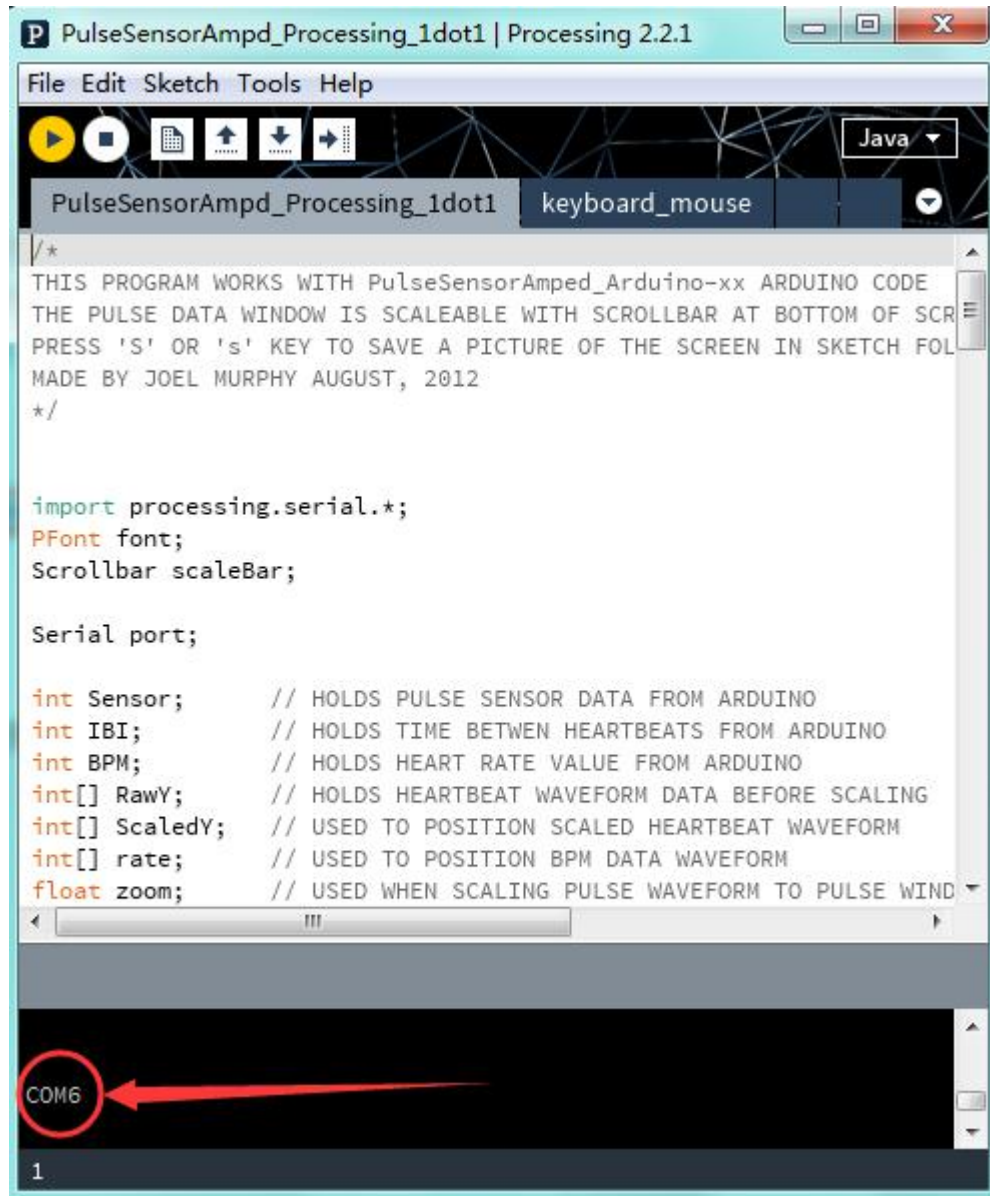 PulseSensorAmpd_Processing_1dot1 | Processing 2.2.1
File Edit Sketch Tools Help
Java
PulseSensorAmpd_Processing_1dot1 keyboard_mouse
/*
THIS PROGRAM WORKS WITH PulseSensorAmped_Arduino-xx ARDUINO CODE
THE PULSE DATA WINDOW IS SCALEABLE WITH SCROLLBAR AT BOTTOM OF SCR
PRESS 'S' OR 's' KEY TO SAVE A PICTURE OF THE SCREEN IN SKETCH FOL
MADE BY JOEL MURPHY AUGUST, 2012
*/
import processing.serial.*;
PFont font;
Scrollbar scaleBar;
Serial port;
int Sensor; // HOLDS PULSE SENSOR DATA FROM ARDUINO
int IBI; // HOLDS TIME BETWEN HEARTBEATS FROM ARDUINO
int BPM; // HOLDS HEART RATE VALUE FROM ARDUINO
int[] RawY; // HOLDS HEARTBEAT WAVEFORM DATA BEFORE SCALING
int[] ScaledY; // USED TO POSITION SCALED HEARTBEAT WAVEFORM
int[] rate; // USED TO POSITION BPM DATA WAVEFORM
float zoom; // USED WHEN SCALING PULSE WAVEFORM TO PULSE WIND
COM6
1